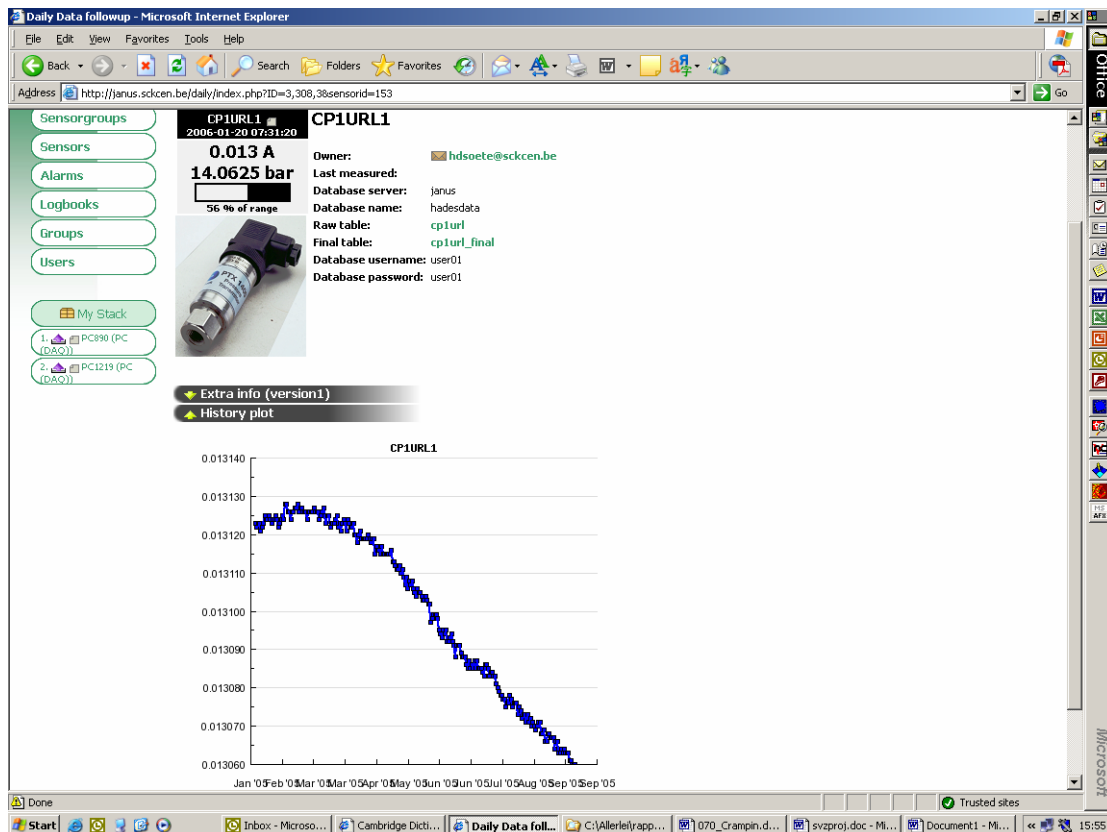 Daily Data followup - Microsoft Internet Explorer
File Edit View Favorites Tools Help
Back Search Folders Favorites
Address http://janus.sckcen.be/daily/index.php?ID=3,308,3&sensorid=153 Go
Office
Sensorgroups
Sensors
Alarms
Logbooks
Groups
Users
My Stack
1. PC890 (PC (DAQ))
2. PC1219 (PC (DAQ))
CP1URL1
2006-01-20 07:31:20
0.013 A
14.0625 bar
56 % of range
PTX
CP1URL1
Owner: hdsoete@sckcen.be
Last measured:
Database server: janus
Database name: hadesdata
Raw table: cp1url
Final table: cp1url_final
Database username: user01
Database password: user01
Extra info (version1)
History plot
CP1URL1
0.013140
0.013130
0.013120
0.013110
0.013100
0.013090
0.013080
0.013070
0.013060
Jan '05 Feb '05 Mar '05 Mar '05 Apr '05 May '05 Jun '05 Jun '05 Jul '05 Aug '05 Sep '05 Sep '05
Microsoft
Done Trusted sites
Start Inbox - Microso... Cambridge Dicti... Daily Data foll... C:\Allerlei\rapp... 070_Crampin.d... svzproj.doc - Mi... Document1 - Mi... « 15:55